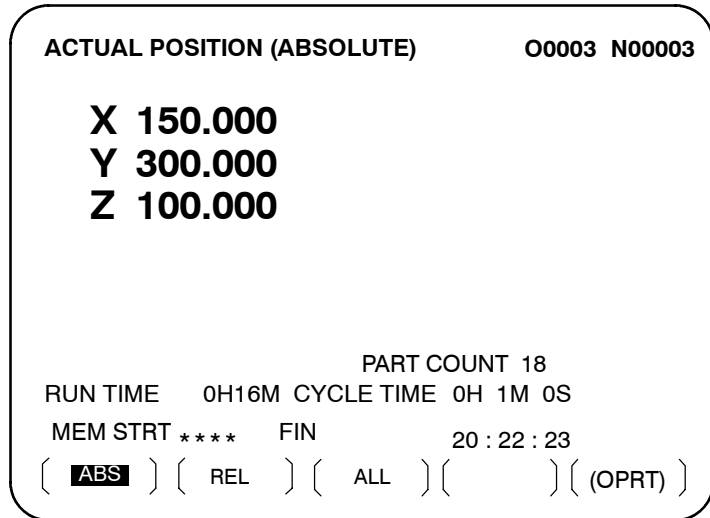 ACTUAL POSITION (ABSOLUTE) O0003 N00003
X 150.000
Y 300.000
Z 100.000
PART COUNT 18
RUN TIME 0H16M CYCLE TIME 0H 1M 0S
MEM STRT **** FIN 20 : 22 : 23
ABS REL ALL (OPRT)